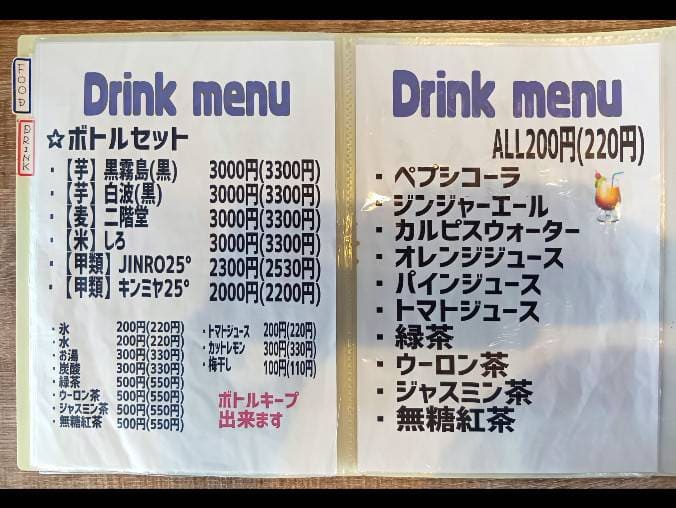 FOOD
DRINK
Drink menu
☆ボトルセット
・【芋】黒霧島(黒) 3000円(3300円)
・【芋】白波(黒) 3000円(3300円)
・【麦】二階堂 3000円(3300円)
・【米】しろ 3000円(3300円)
・【甲類】JINRO25° 2300円(2530円)
・【甲類】キンミヤ25° 2000円(2200円)
・氷 200円(220円)
・水 200円(220円)
・お湯 300円(330円)
・炭酸 300円(330円)
・緑茶 500円(550円)
・ウーロン茶 500円(550円)
・ジャスミン茶 500円(550円)
・無糖紅茶 500円(550円)
・トマトジュース 200円(220円)
・カットレモン 300円(330円)
・梅干し 100円(110円)
ボトルキープ
出来ます
Drink menu
ALL200円(220円)
・ペプシコーラ
・ジンジャーエール
・カルピスウォーター
・オレンジジュース
・パインジュース
・トマトジュース
・緑茶
・ウーロン茶
・ジャスミン茶
・無糖紅茶